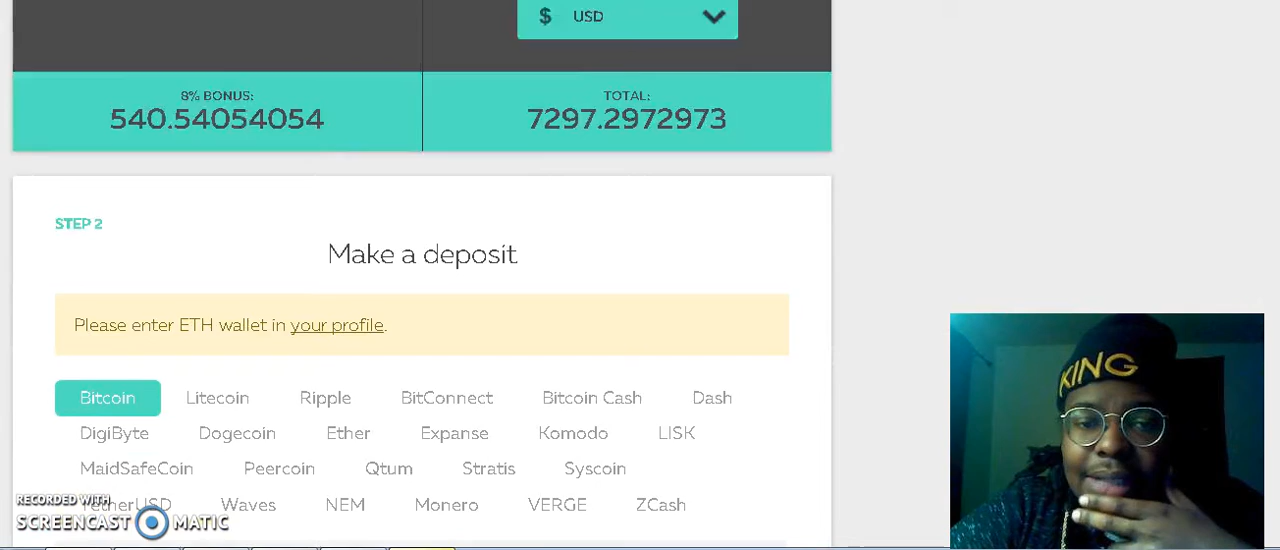 $ USD
8% BONUS: TOTAL:
540.54054054 7297.2972973
STEP 2
Make a deposit
Please enter ETH wallet in your profile.
Bitcoin Litecoin Ripple BitConnect Bitcoin Cash Dash
DigiByte Dogecoin Ether Expanse Komodo LISK
MaidSafeCoin Peercoin Qtum Stratis Syscoin
TetherUSD Waves NEM Monero VERGE ZCash
RECORDED WITH
SCREENCAST MATIC
KING